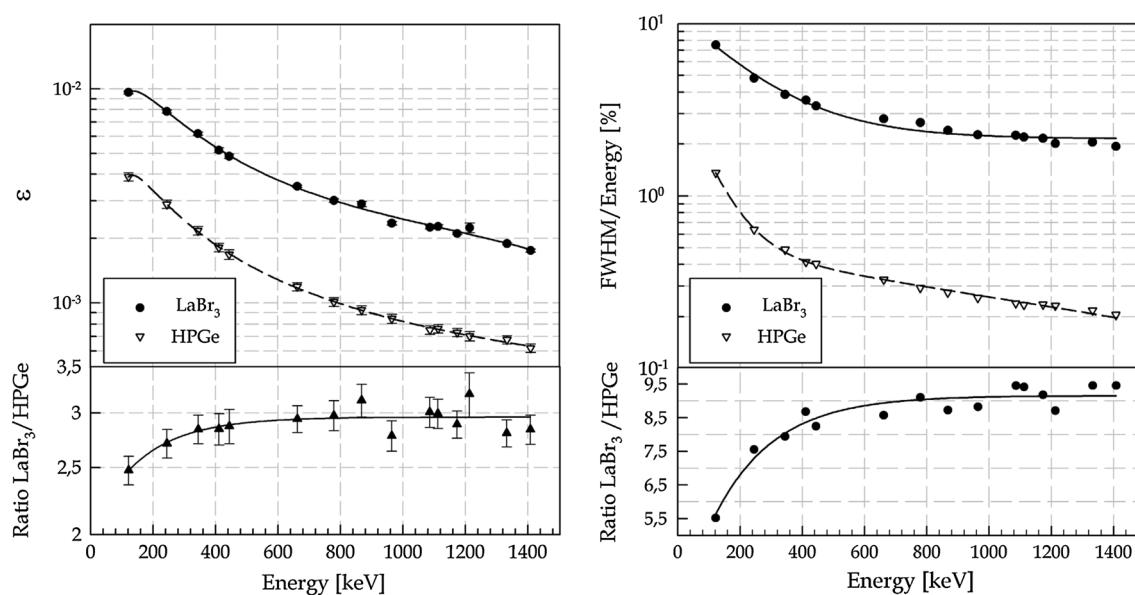 10⁻²
ε
10⁻³
LaBr₃
HPGe
3,5
3
2,5
2
Ratio LaBr₃/HPGe
0 200 400 600 800 1000 1200 1400
Energy [keV]
10¹
FWHM/Energy [%]
10⁰
LaBr₃
HPGe
10⁻¹
9,5
8,5
7,5
6,5
5,5
Ratio LaBr₃ /HPGe
0 200 400 600 800 1000 1200 1400
Energy [keV]